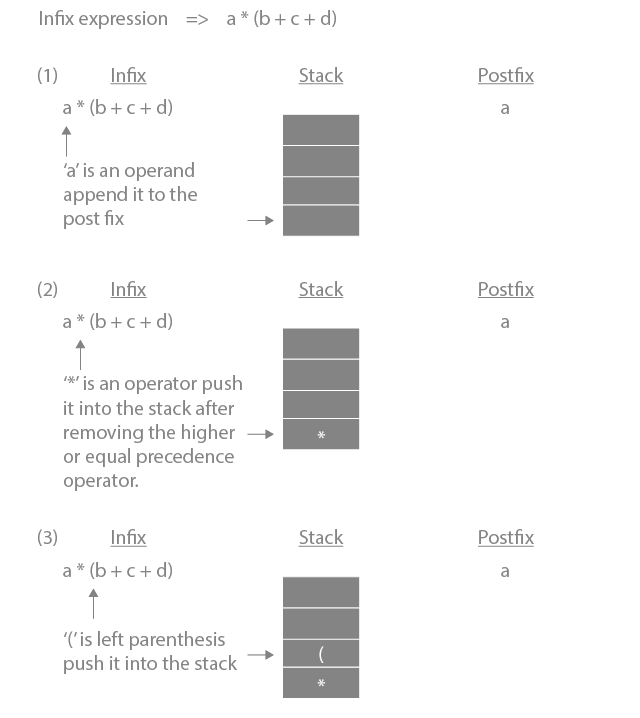 Infix expression => a * (b + c + d)
(1) Infix Stack Postfix
a * (b + c + d) a
‘a’ is an operand
append it to the
post fix
(2) Infix Stack Postfix
a * (b + c + d) a
‘*’ is an operator push
it into the stack after
removing the higher
or equal precedence *
operator.
(3) Infix Stack Postfix
a * (b + c + d) a
‘(’ is left parenthesis
push it into the stack (
*